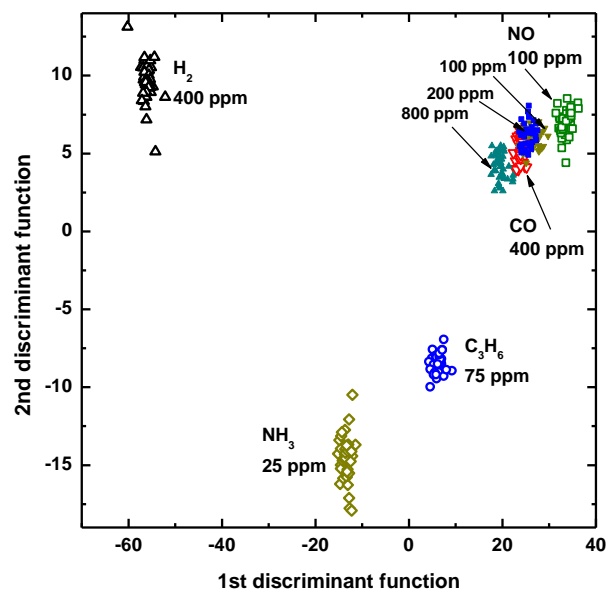 NO
100 ppm
H₂
400 ppm
100 ppm
200 ppm
800 ppm
CO
400 ppm
C₃H₆
75 ppm
NH₃
25 ppm
10
5
0
-5
-10
-15
-60 -40 -20 0 20 40
2nd discriminant function
1st discriminant function